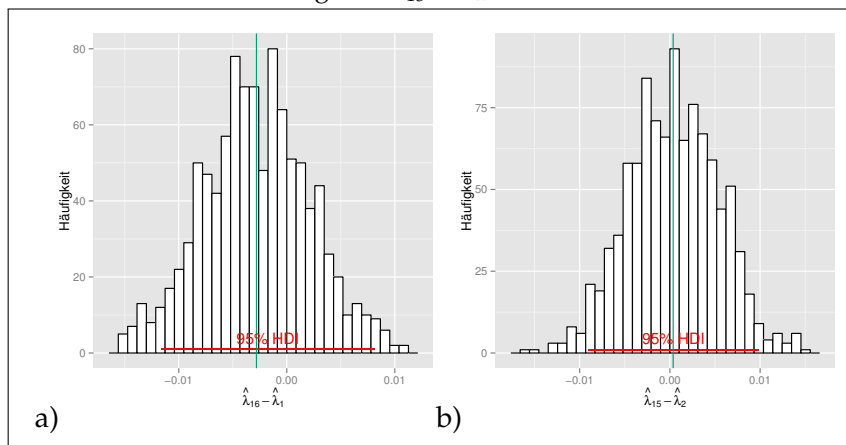 80
60
40
20
0
Häufigkeit
95% HDI
−0.01
0.00
0.01
λ̂₁₆ − λ̂₁
a)
75
50
25
0
Häufigkeit
95% HDI
−0.01
0.00
0.01
λ̂₁₅ − λ̂₂
b)